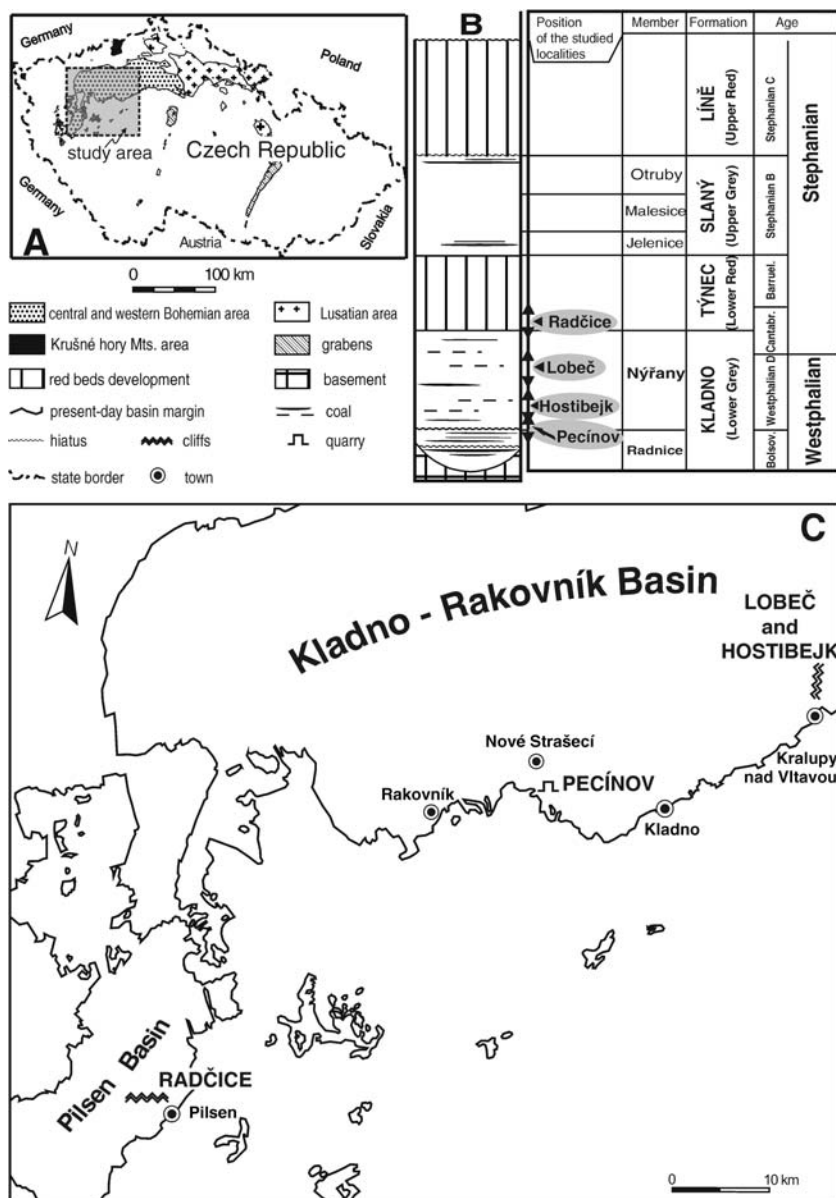 Germany
Poland
study area
Czech Republic
Germany
Slovakia
Austria
A
0 100 km
central and western Bohemian area
Lusatian area
Krušné hory Mts. area
grabens
red beds development
basement
present-day basin margin
coal
hiatus
cliffs
quarry
state border
town
B
Position
of the studied
localities
Member
Formation
Age
LÍNĚ
(Upper Red)
Stephanian C
Stephanian
Otruby
Malesice
Jelenice
SLANÝ
(Upper Grey)
Stephanian B
TÝNEC
(Lower Red)
Barruel.
Cantabr.
Radčice
Lobeč
Hostibejk
Pecínov
Nýřany
Radnice
KLADNO
(Lower Grey)
Westphalian D
Bolsov.
Westphalian
C
N
Kladno - Rakovník Basin
LOBEČ
and
HOSTIBEJK
Nové Strašecí
Kralupy
nad Vltavou
PECÍNOV
Rakovník
Kladno
Pilsen Basin
RADČICE
Pilsen
0 10 km